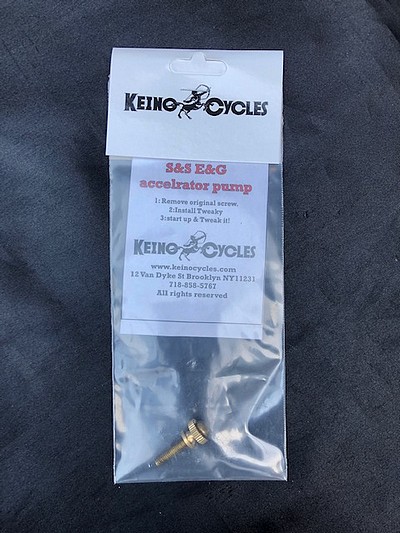 KEINO CYCLES
S&S E&G
accelrator pump
1: Remove original screw.
2:Install Tweaky
3:start up & Tweak it!
KEINO CYCLES
www.keinocycles.com
12 Van Dyke St Brooklyn NY11231
718-858-5767
All rights reserved